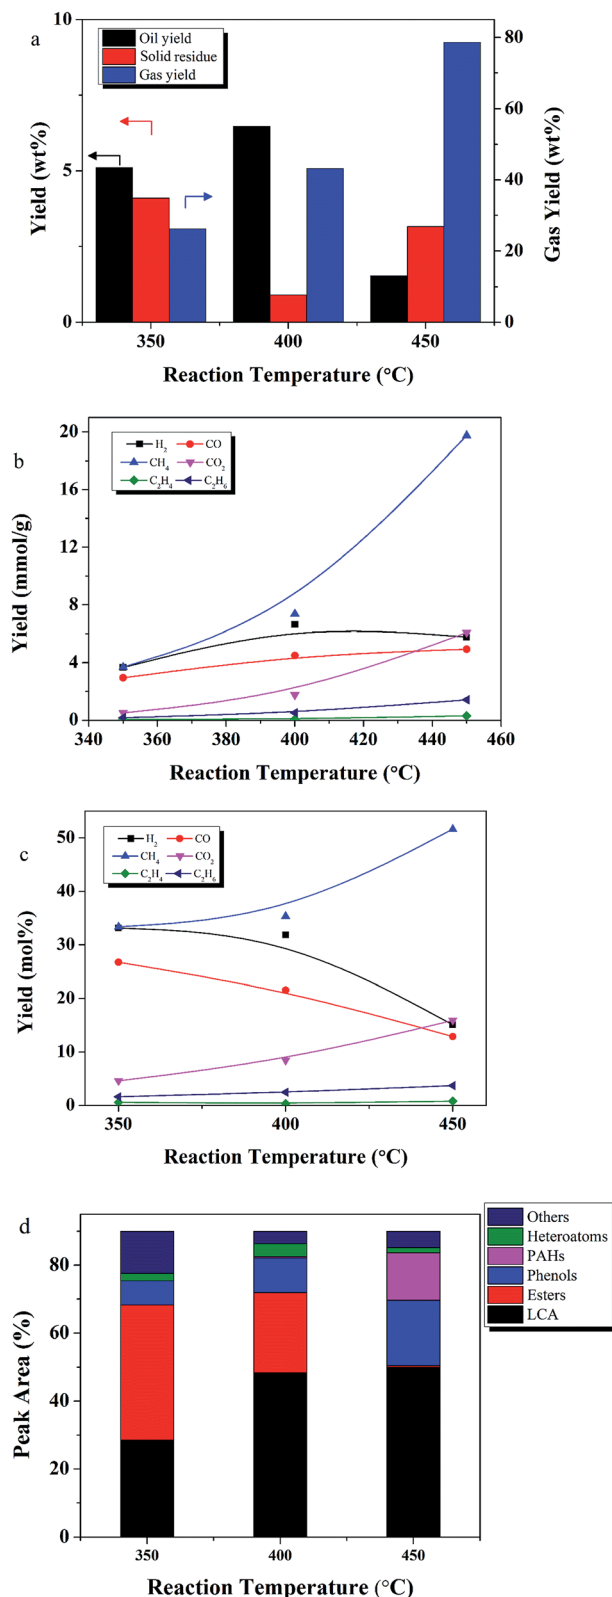 a
Oil yield
Solid residue
Gas yield
10
5
0
Yield (wt%)
80
60
40
20
0
Gas Yield (wt%)
350 400 450
Reaction Temperature (°C)
b
H2 CO
CH4 CO2
C2H4 C2H6
20
16
12
8
4
0
Yield (mmol/g)
340 360 380 400 420 440 460
Reaction Temperature (°C)
c
H2 CO
CH4 CO2
C2H4 C2H6
50
40
30
20
10
0
Yield (mol%)
350 400 450
Reaction Temperature (°C)
d
Others
Heteroatoms
PAHs
Phenols
Esters
LCA
80
60
40
20
0
Peak Area (%)
350 400 450
Reaction Temperature (°C)